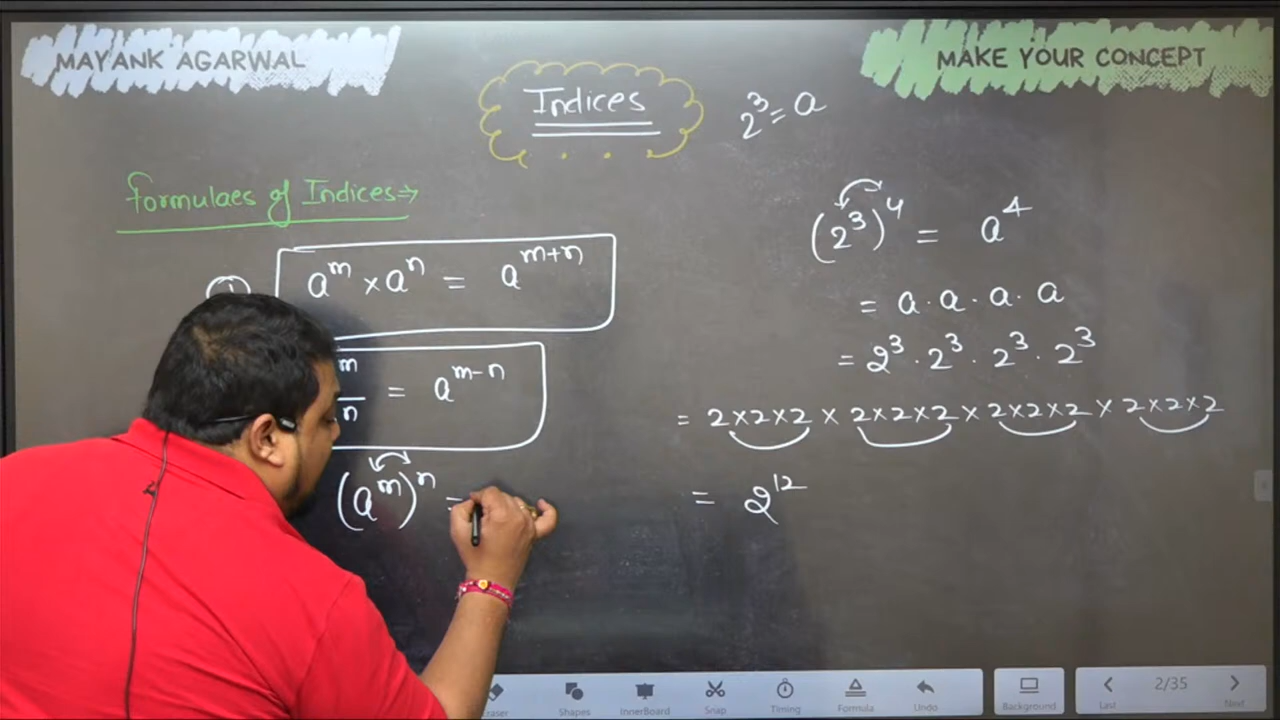 MAYANK AGARWAL
MAKE YOUR CONCEPT
Indices
2³ = a
Formulaes of Indices→
① aᵐ × aⁿ = aᵐ⁺ⁿ
m
n = aᵐ⁻ⁿ
(aᵐ)ⁿ =
(2³)⁴ = a⁴
= a · a · a · a
= 2³ · 2³ · 2³ · 2³
= 2×2×2 × 2×2×2 × 2×2×2 × 2×2×2
= 2¹²
Shapes
InnerBoard
Snap
Timing
Formula
Undo
Background
Last
2/35
Next